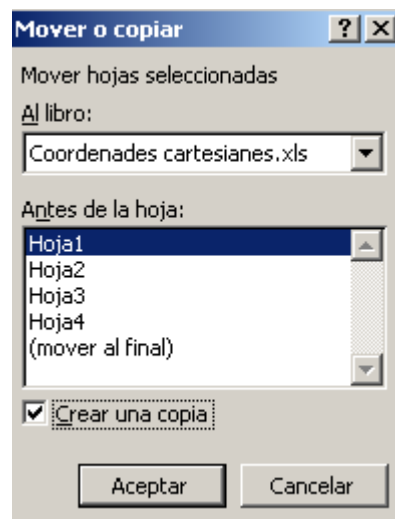 Mover o copiar
Mover hojas seleccionadas
Al libro:
Coordenades cartesianes.xls
Antes de la hoja:
Hoja1
Hoja2
Hoja3
Hoja4
(mover al final)
Crear una copia
Aceptar Cancelar